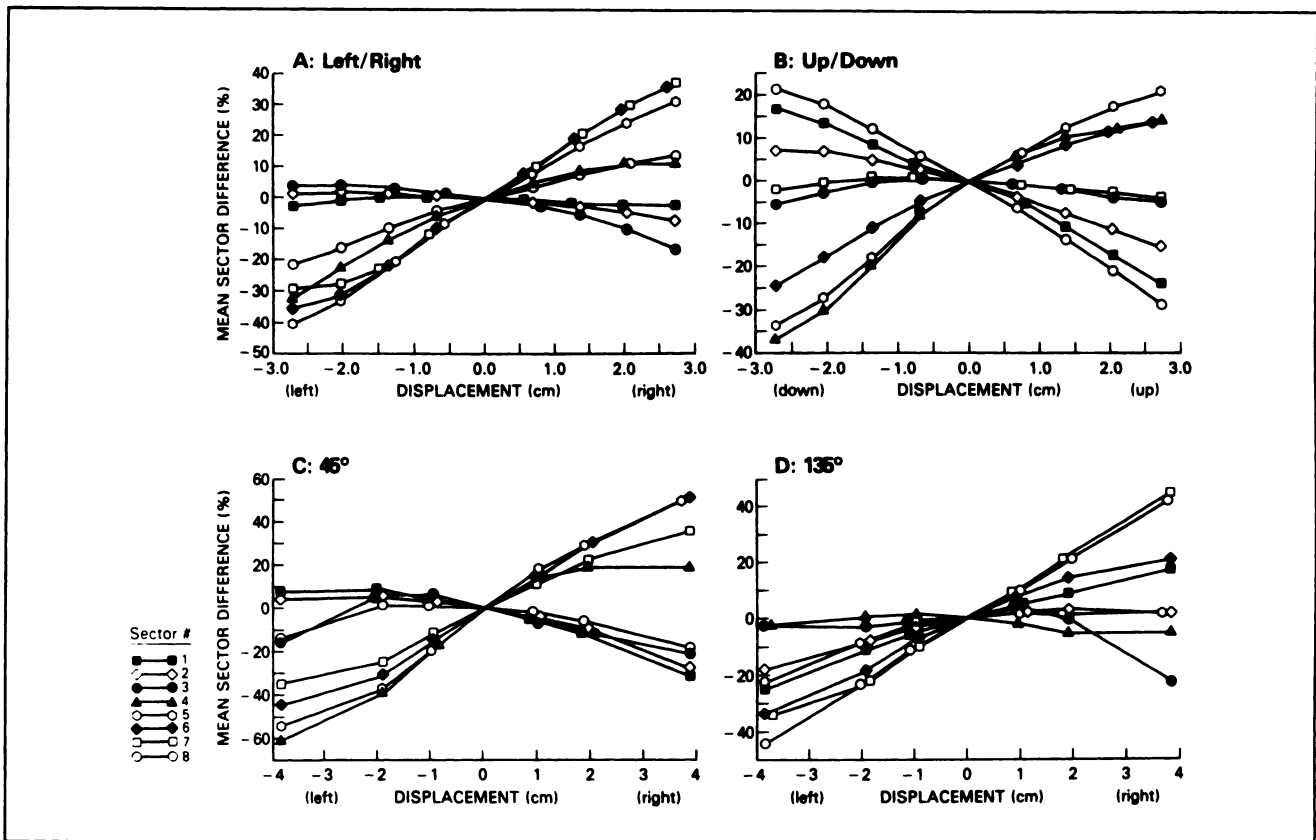 A: Left/Right
MEAN SECTOR DIFFERENCE (%)
40
30
20
10
0
-10
-20
-30
-40
-50
-3.0 -2.0 -1.0 0.0 1.0 2.0 3.0
(left) DISPLACEMENT (cm) (right)
B: Up/Down
20
10
0
-10
-20
-30
-40
-3.0 -2.0 -1.0 0.0 1.0 2.0 3.0
(down) DISPLACEMENT (cm) (up)
C: 45º
MEAN SECTOR DIFFERENCE (%)
60
40
20
0
-20
-40
-60
-4 -3 -2 -1 0 1 2 3 4
(left) DISPLACEMENT (cm) (right)
D: 135º
40
20
0
-20
-40
-4 -3 -2 -1 0 1 2 3 4
(left) DISPLACEMENT (cm) (right)
Sector #
1
2
3
4
5
6
7
8